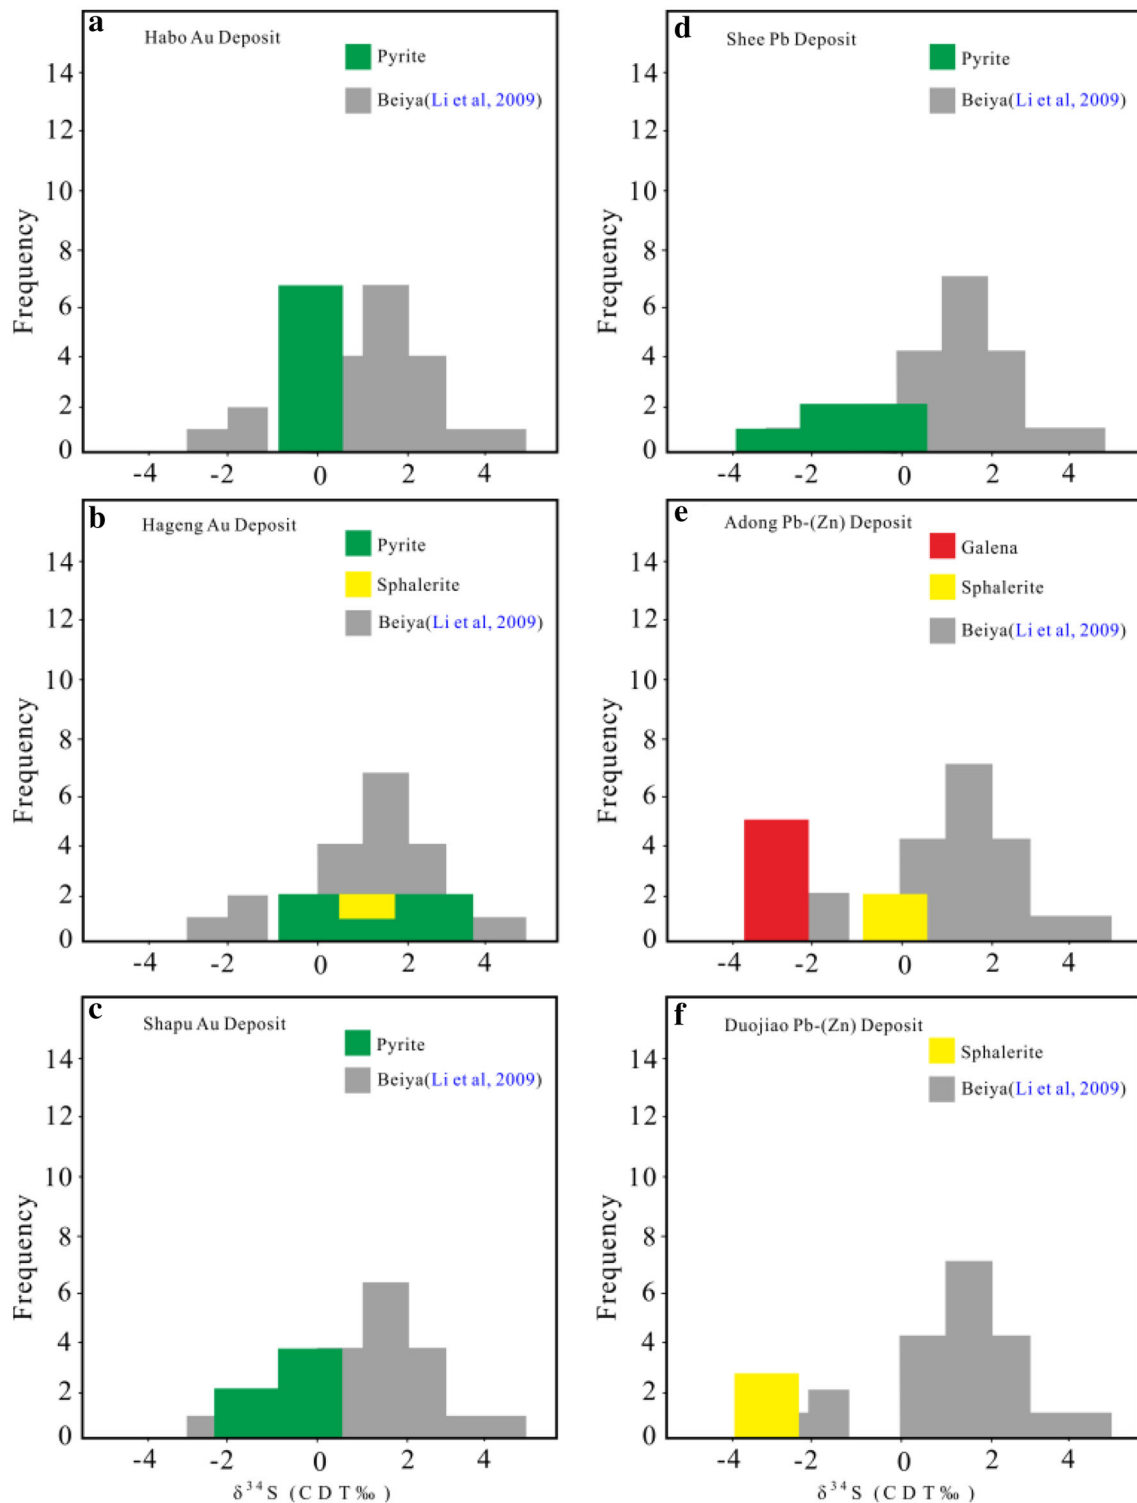 a
Habo Au Deposit
Pyrite
Beiya(Li et al, 2009)
14
12
10
8
6
4
2
0
Frequency
-4 -2 0 2 4
d
Shee Pb Deposit
Pyrite
Beiya(Li et al, 2009)
14
12
10
8
6
4
2
0
Frequency
-4 -2 0 2 4
b
Hageng Au Deposit
Pyrite
Sphalerite
Beiya(Li et al, 2009)
14
12
10
8
6
4
2
0
Frequency
-4 -2 0 2 4
e
Adong Pb-(Zn) Deposit
Galena
Sphalerite
Beiya(Li et al, 2009)
14
12
10
8
6
4
2
0
Frequency
-4 -2 0 2 4
c
Shapu Au Deposit
Pyrite
Beiya(Li et al, 2009)
14
12
10
8
6
4
2
0
Frequency
-4 -2 0 2 4
δ³⁴S (CDT‰)
f
Duojiao Pb-(Zn) Deposit
Sphalerite
Beiya(Li et al, 2009)
14
12
10
8
6
4
2
0
Frequency
-4 -2 0 2 4
δ³⁴S (CDT‰)